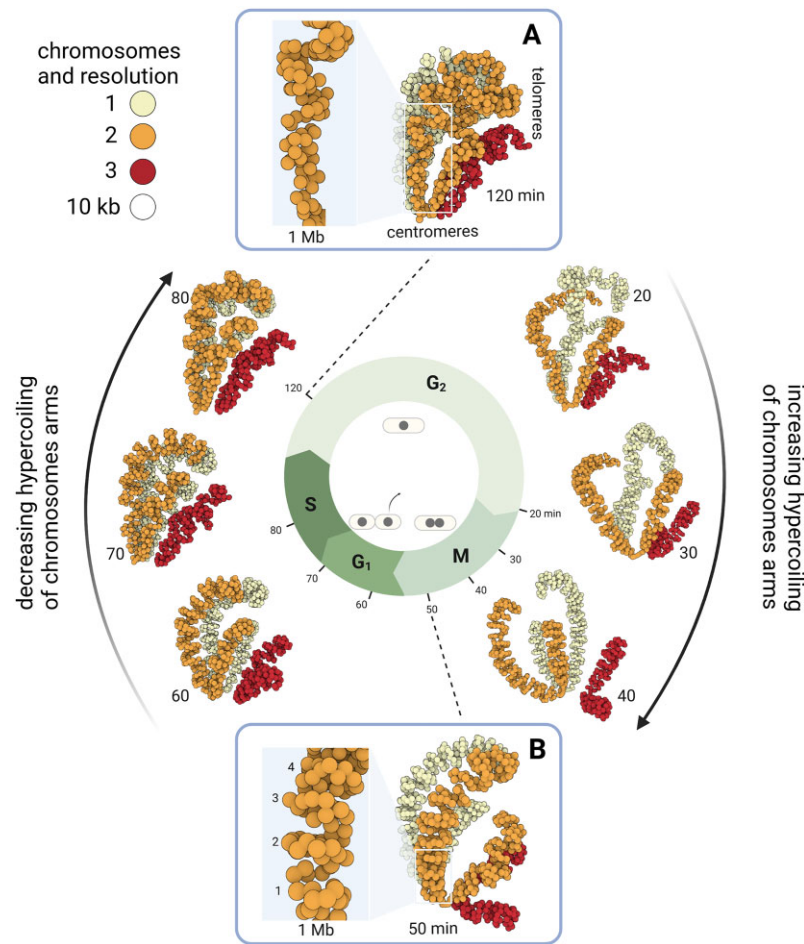 chromosomes
and resolution
1
2
3
10 kb
A
telomeres
120 min
1 Mb
centromeres
80
20
decreasing hypercoiling
of chromosomes arms
increasing hypercoiling
of chromosomes arms
120
G₂
S
80
70
G₁
60
M
50
40
30
20 min
70
30
60
40
B
4
3
2
1
1 Mb
50 min